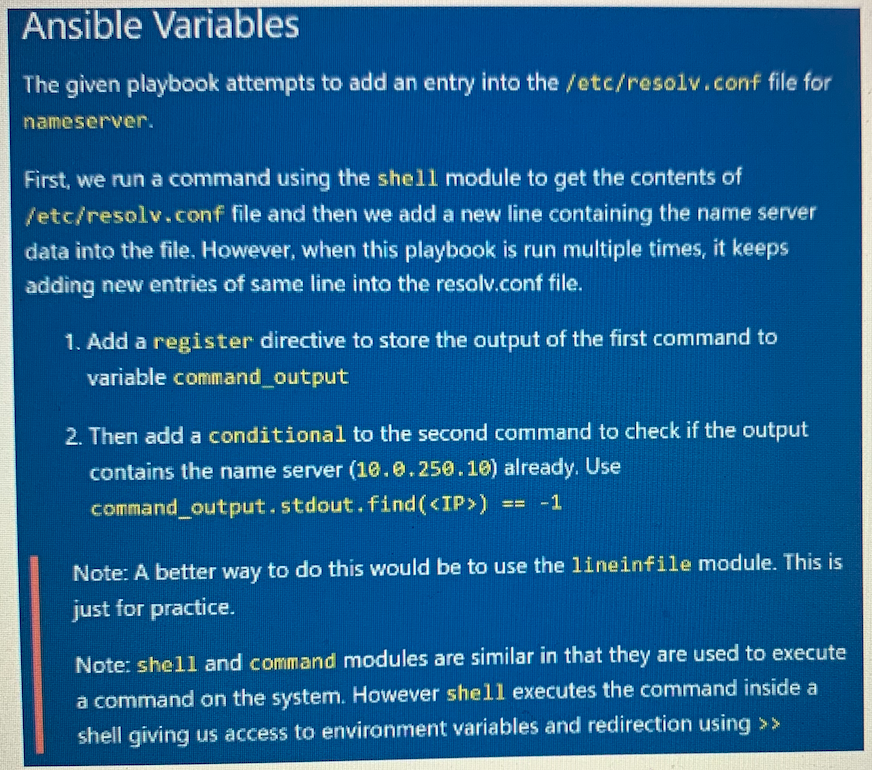 Ansible Variables
The given playbook attempts to add an entry into the /etc/resolv.conf file for
nameserver.
First, we run a command using the shell module to get the contents of
/etc/resolv.conf file and then we add a new line containing the name server
data into the file. However, when this playbook is run multiple times, it keeps
adding new entries of same line into the resolv.conf file.
1. Add a register directive to store the output of the first command to
variable command_output
2. Then add a conditional to the second command to check if the output
contains the name server (10.0.250.10) already. Use
command_output.stdout.find(<IP>) == -1
Note: A better way to do this would be to use the lineinfile module. This is
just for practice.
Note: shell and command modules are similar in that they are used to execute
a command on the system. However shell executes the command inside a
shell giving us access to environment variables and redirection using >>